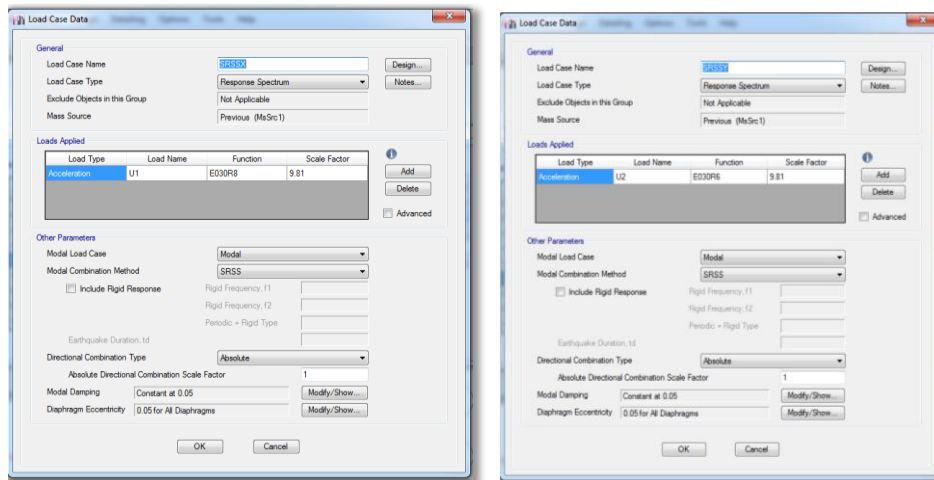 Load Case Data
General
Load Case Name SRSSX Design...
Load Case Type Response Spectrum Notes...
Exclude Objects in this Group Not Applicable
Mass Source Previous (MsSrc1)
Loads Applied
Load Type Load Name Function Scale Factor
Acceleration U1 E030R8 9.81
Add
Delete
Advanced
Other Parameters
Modal Load Case Modal
Modal Combination Method SRSS
Include Rigid Response Rigid Frequency, f1
Rigid Frequency, f2
Periodic + Rigid Type
Earthquake Duration, td
Directional Combination Type Absolute
Absolute Directional Combination Scale Factor 1
Modal Damping Constant at 0.05 Modify/Show...
Diaphragm Eccentricity 0.05 for All Diaphragms Modify/Show...
OK Cancel
Load Case Data
General
Load Case Name SRSSY Design...
Load Case Type Response Spectrum Notes...
Exclude Objects in this Group Not Applicable
Mass Source Previous (MsSrc1)
Loads Applied
Load Type Load Name Function Scale Factor
Acceleration U2 E030R6 9.81
Add
Delete
Advanced
Other Parameters
Modal Load Case Modal
Modal Combination Method SRSS
Include Rigid Response Rigid Frequency, f1
Rigid Frequency, f2
Periodic + Rigid Type
Earthquake Duration, td
Directional Combination Type Absolute
Absolute Directional Combination Scale Factor 1
Modal Damping Constant at 0.05 Modify/Show...
Diaphragm Eccentricity 0.05 for All Diaphragms Modify/Show...
OK Cancel